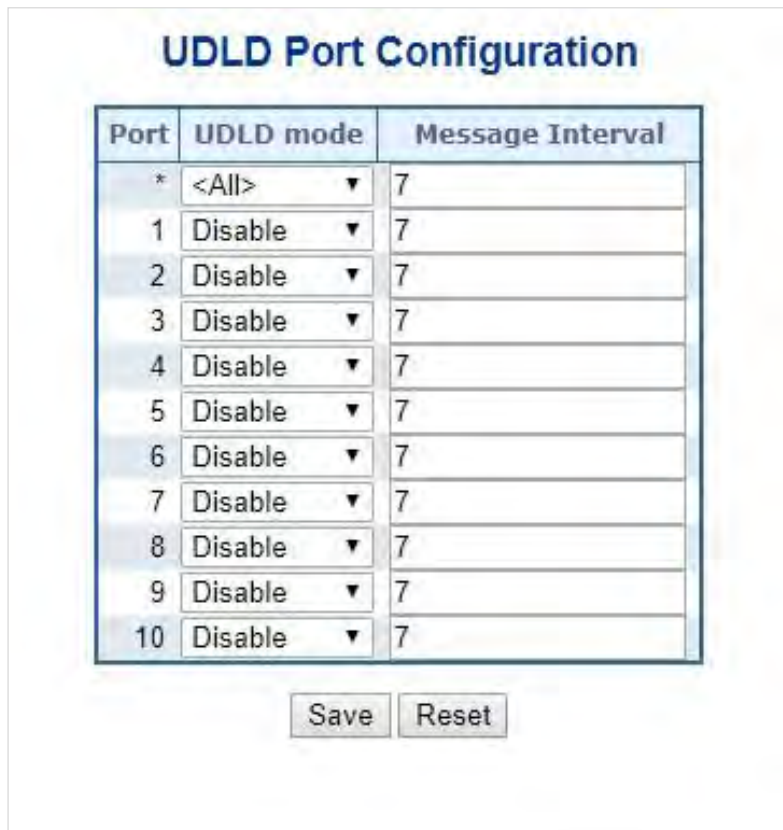 UDLD Port Configuration
Port UDLD mode Message Interval
* <All> 7
1 Disable 7
2 Disable 7
3 Disable 7
4 Disable 7
5 Disable 7
6 Disable 7
7 Disable 7
8 Disable 7
9 Disable 7
10 Disable 7
Save Reset